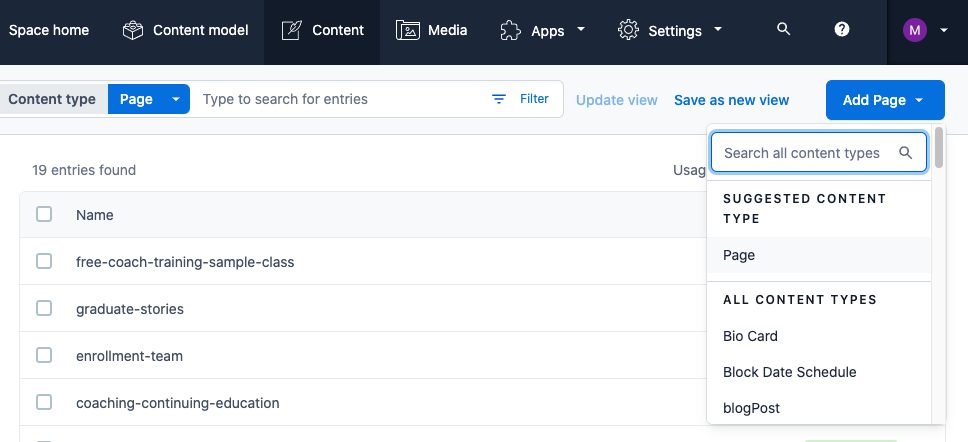 Space home Content model Content Media Apps Settings M
Content type Page Type to search for entries Filter Update view Save as new view Add Page
Search all content types
19 entries found
SUGGESTED CONTENT
TYPE
Name
Page
free-coach-training-sample-class
ALL CONTENT TYPES
graduate-stories
Bio Card
enrollment-team
Block Date Schedule
coaching-continuing-education
blogPost